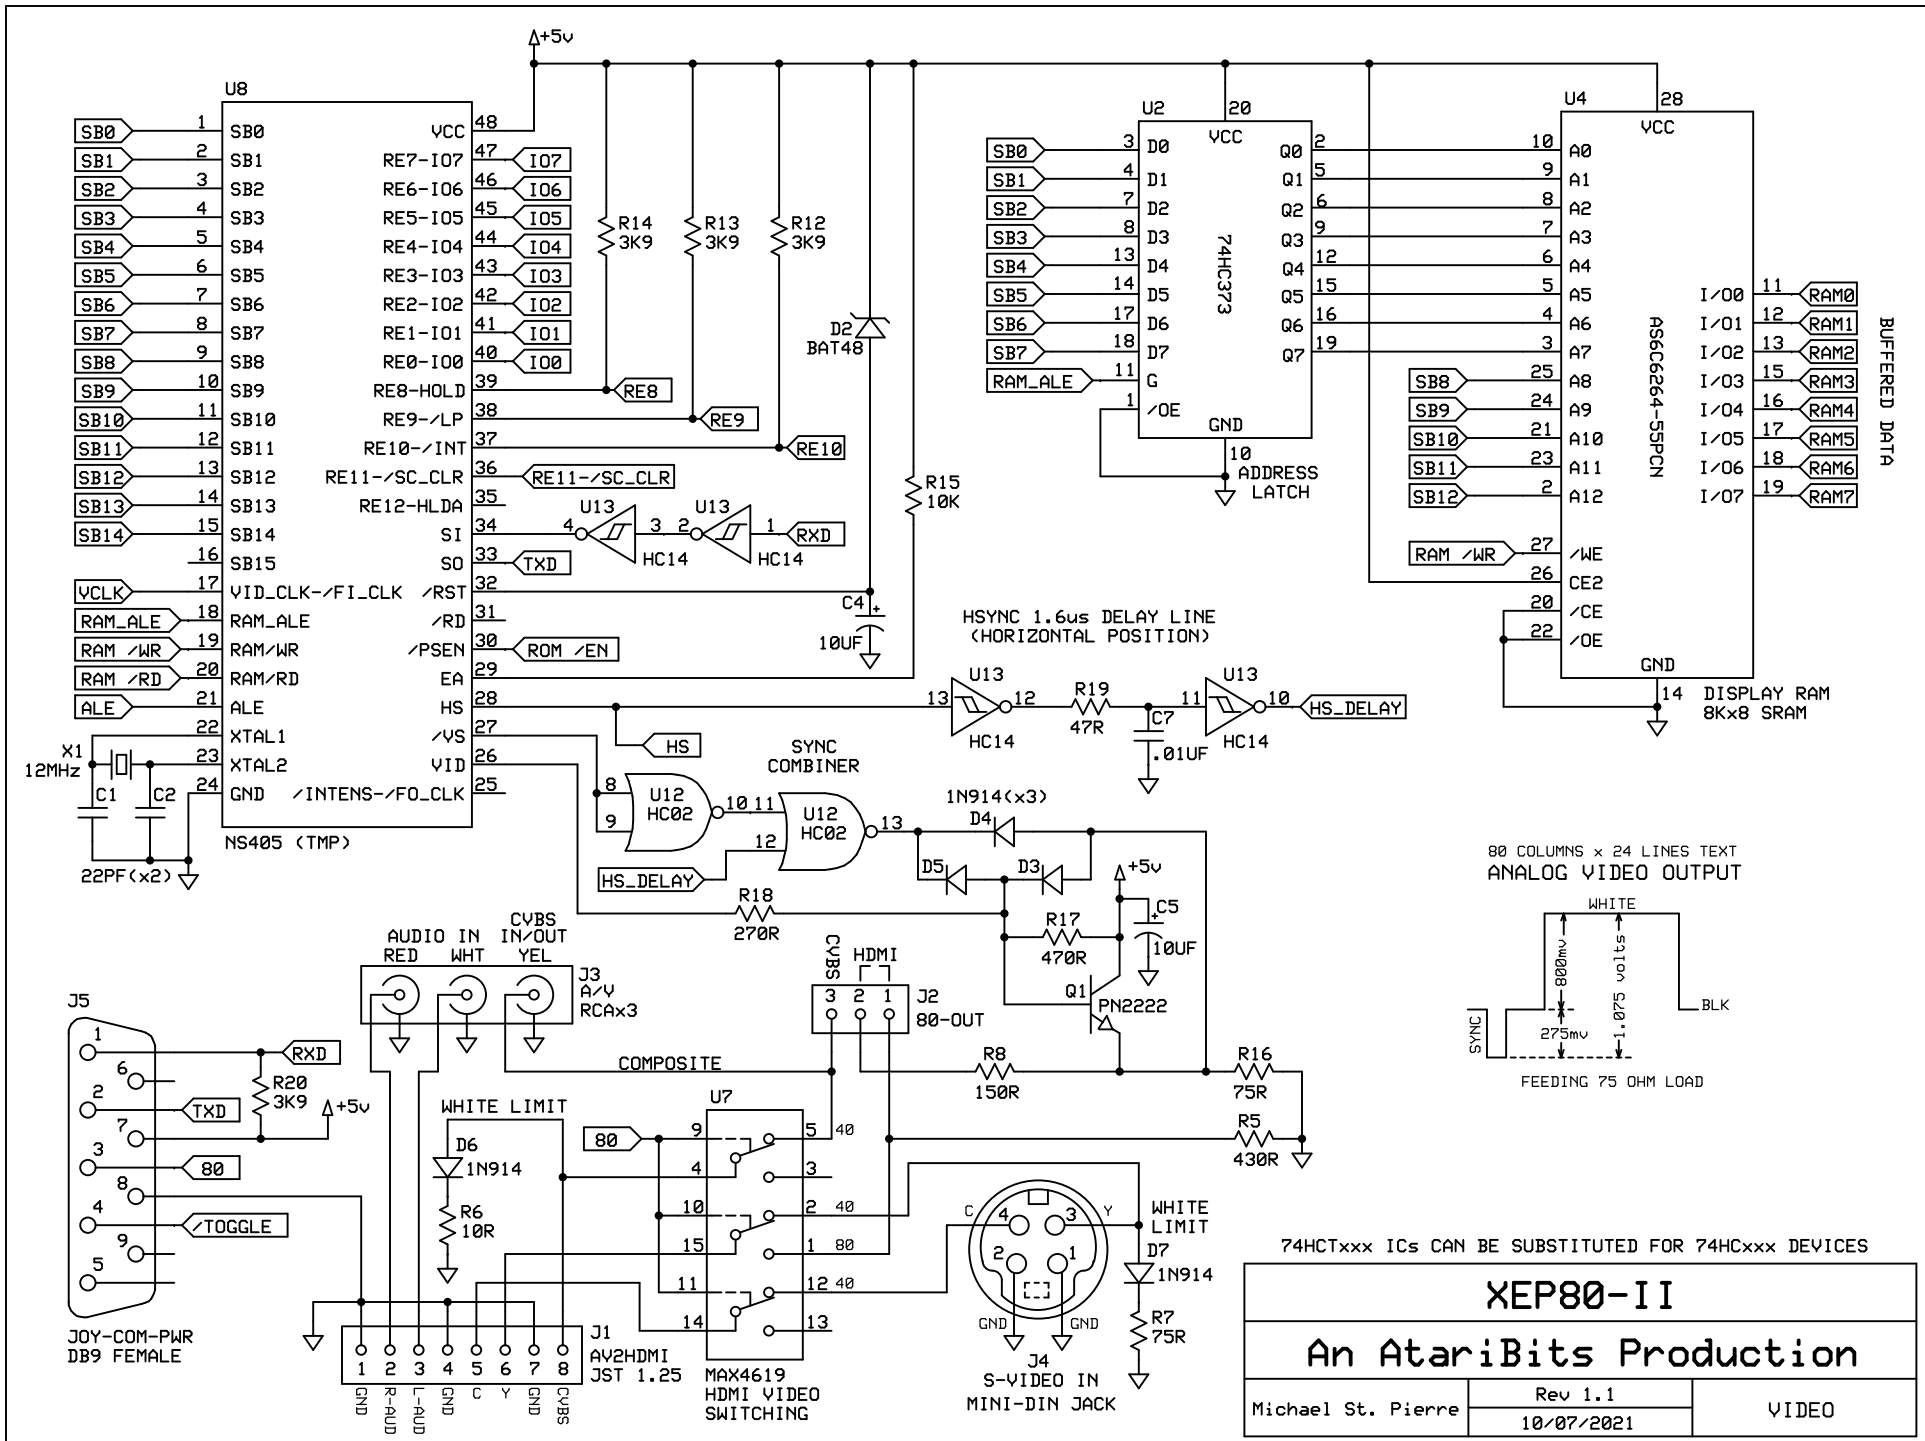 +5v
U8
SB0 1 SB0 VCC 48
SB1 2 SB1 RE7-IO7 47 IO7
SB2 3 SB2 RE6-IO6 46 IO6
SB3 4 SB3 RE5-IO5 45 IO5
SB4 5 SB4 RE4-IO4 44 IO4
SB5 6 SB5 RE3-IO3 43 IO3
SB6 7 SB6 RE2-IO2 42 IO2
SB7 8 SB7 RE1-IO1 41 IO1
SB8 9 SB8 RE0-IO0 40 IO0
SB9 10 SB9 RE8-HOLD 39 RE8
SB10 11 SB10 RE9-/LP 38 RE9
SB11 12 SB11 RE10-/INT 37 RE10
SB12 13 SB12 RE11-/SC_CLR 36 RE11-/SC_CLR
SB13 14 SB13 RE12-HLDA 35
SB14 15 SB14 SI 34
16 SB15 SO 33 TXD
VCLK 17 VID_CLK-/FI_CLK /RST 32
RAM_ALE 18 RAM_ALE /RD 31
RAM /WR 19 RAM/WR /PSEN 30 ROM /EN
RAM /RD 20 RAM/RD EA 29
ALE 21 ALE HS 28
22 XTAL1 /VS 27
23 XTAL2 VID 26
24 GND /INTENS-/FO_CLK 25
NS405 (TMP)
X1
12MHz
C1
C2
22PF(x2)
R14
3K9
R13
3K9
R12
3K9
D2
BAT48
R15
10K
U13
4 3
HC14
U13
2 1
HC14
RXD
C4
+
10UF
U2
20
VCC
SB0 3 D0 Q0 2
SB1 4 D1 Q1 5
SB2 7 D2 Q2 6
SB3 8 D3 Q3 9
SB4 13 D4 Q4 12
SB5 14 D5 Q5 15
SB6 17 D6 Q6 16
SB7 18 D7 Q7 19
RAM_ALE 11 G
1 /OE
GND
10
74HC373
ADDRESS
LATCH
U4
28
VCC
10 A0
9 A1
8 A2
7 A3
6 A4
5 A5
4 A6
3 A7
SB8 25 A8
SB9 24 A9
SB10 21 A10
SB11 23 A11
SB12 2 A12
RAM /WR 27 /WE
26 CE2
20 /CE
22 /OE
GND
14
AS6C6264-55PCN
I/O0 11 RAM0
I/O1 12 RAM1
I/O2 13 RAM2
I/O3 15 RAM3
I/O4 16 RAM4
I/O5 17 RAM5
I/O6 18 RAM6
I/O7 19 RAM7
BUFFERED DATA
DISPLAY RAM
8Kx8 SRAM
HSYNC 1.6us DELAY LINE
(HORIZONTAL POSITION)
U13
13 12
HC14
R19
47R
C7
.01UF
U13
11 10
HC14
HS_DELAY
HS
SYNC
COMBINER
8
9
U12
HC02
10
11
12
U12
HC02
13
HS_DELAY
1N914(x3)
D4
D5
D3
+5v
R18
270R
R17
470R
C5
+
10UF
Q1
PN2222
80 COLUMNS x 24 LINES TEXT
ANALOG VIDEO OUTPUT
WHITE
800mv
1.075 volts
BLK
SYNC
275mv
FEEDING 75 OHM LOAD
AUDIO IN
RED WHT
CVBS
IN/OUT
YEL
J3
A/V
RCAx3
CVBS
HDMI
3 2 1
J2
80-OUT
R8
150R
R16
75R
R5
430R
COMPOSITE
J5
1
6
2
7
3
8
4
9
5
RXD
TXD
80
/TOGGLE
R20
3K9
+5v
JOY-COM-PWR
DB9 FEMALE
WHITE LIMIT
D6
1N914
R6
10R
80
U7
9 5 40
4 3
10 2 40
15 1 80
11 12 40
14 13
MAX4619
HDMI VIDEO
SWITCHING
J1
AV2HDMI
JST 1.25
1 2 3 4 5 6 7 8
GND
R-AUD
L-AUD
GND
C
Y
GND
CVBS
C 4 3 Y
2 1
GND GND
J4
S-VIDEO IN
MINI-DIN JACK
WHITE
LIMIT
D7
1N914
R7
75R
74HCTxxx ICs CAN BE SUBSTITUTED FOR 74HCxxx DEVICES
XEP80-II
An AtariBits Production
Michael St. Pierre
Rev 1.1
10/07/2021
VIDEO